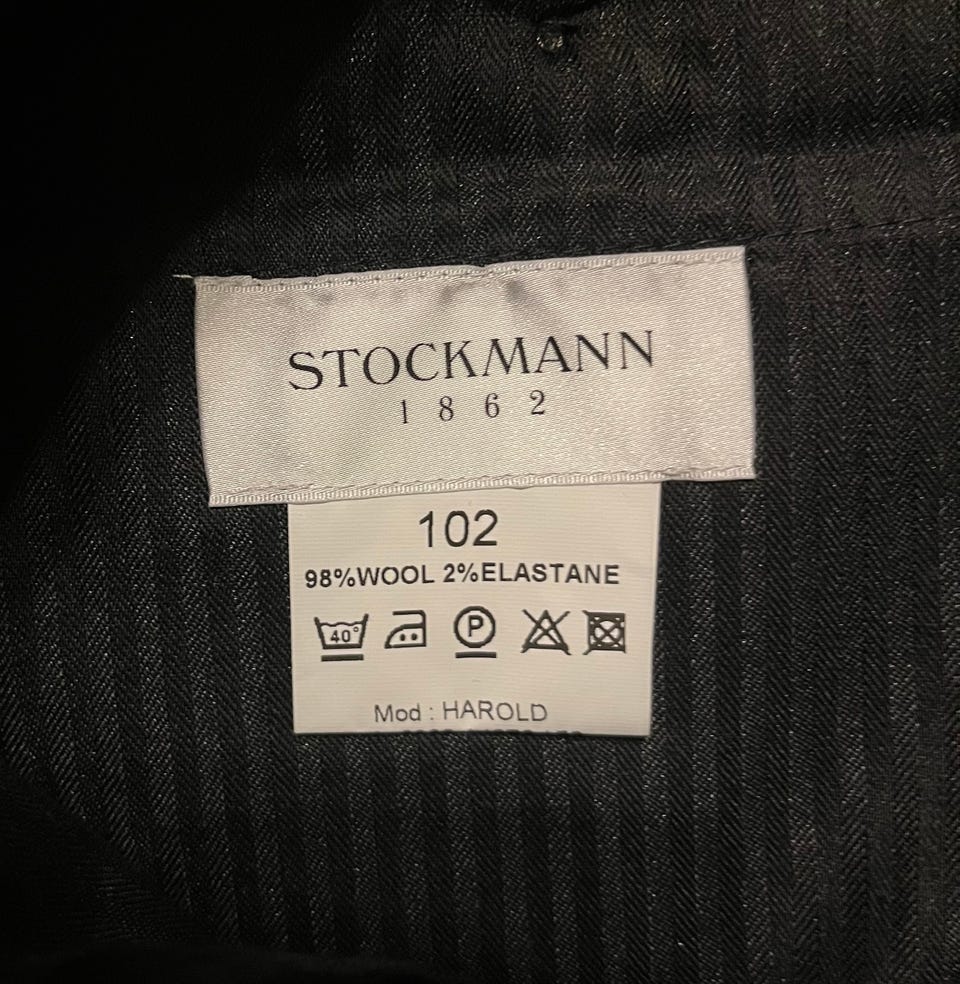 STOCKMANN
1862
102
98%WOOL 2%ELASTANE
40° P
Mod : HAROLD